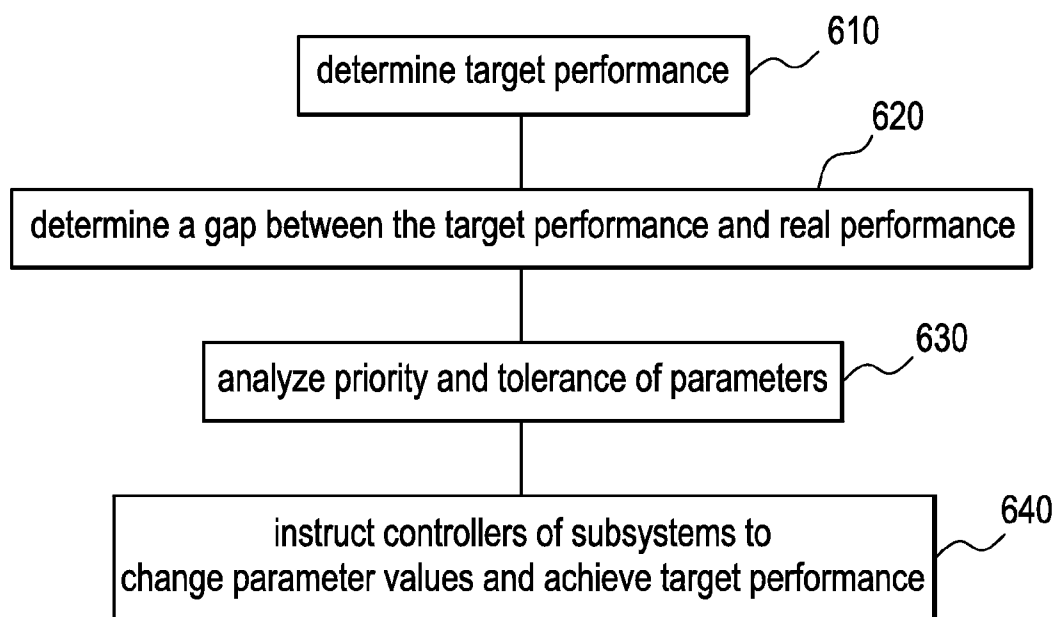 610
determine target performance
620
determine a gap between the target performance and real performance
630
analyze priority and tolerance of parameters
640
instruct controllers of subsystems to
change parameter values and achieve target performance